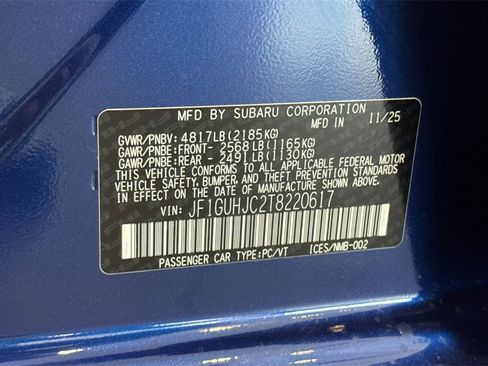 MFD BY SUBARU CORPORATION 11/25
GVWR/PNBV: 4817LB(2185KG)
GAWR/PNBE:FRONT- 2568LB(1165KG)
GAWR/PNBE:REAR - 2491LB(1130KG)
THIS VEHICLE CONFORMS TO ALL APPLICABLE FEDERAL MOTOR
VEHICLE SAFETY, BUMPER, AND THEFT PREVENTION STANDARDS
IN EFFECT ON THE DATE OF MANUFACTURE SHOWN ABOVE.
VIN: JF1GUHJC2T8220617
PASSENGER CAR TYPE:PC/VT ICES/NMB-002